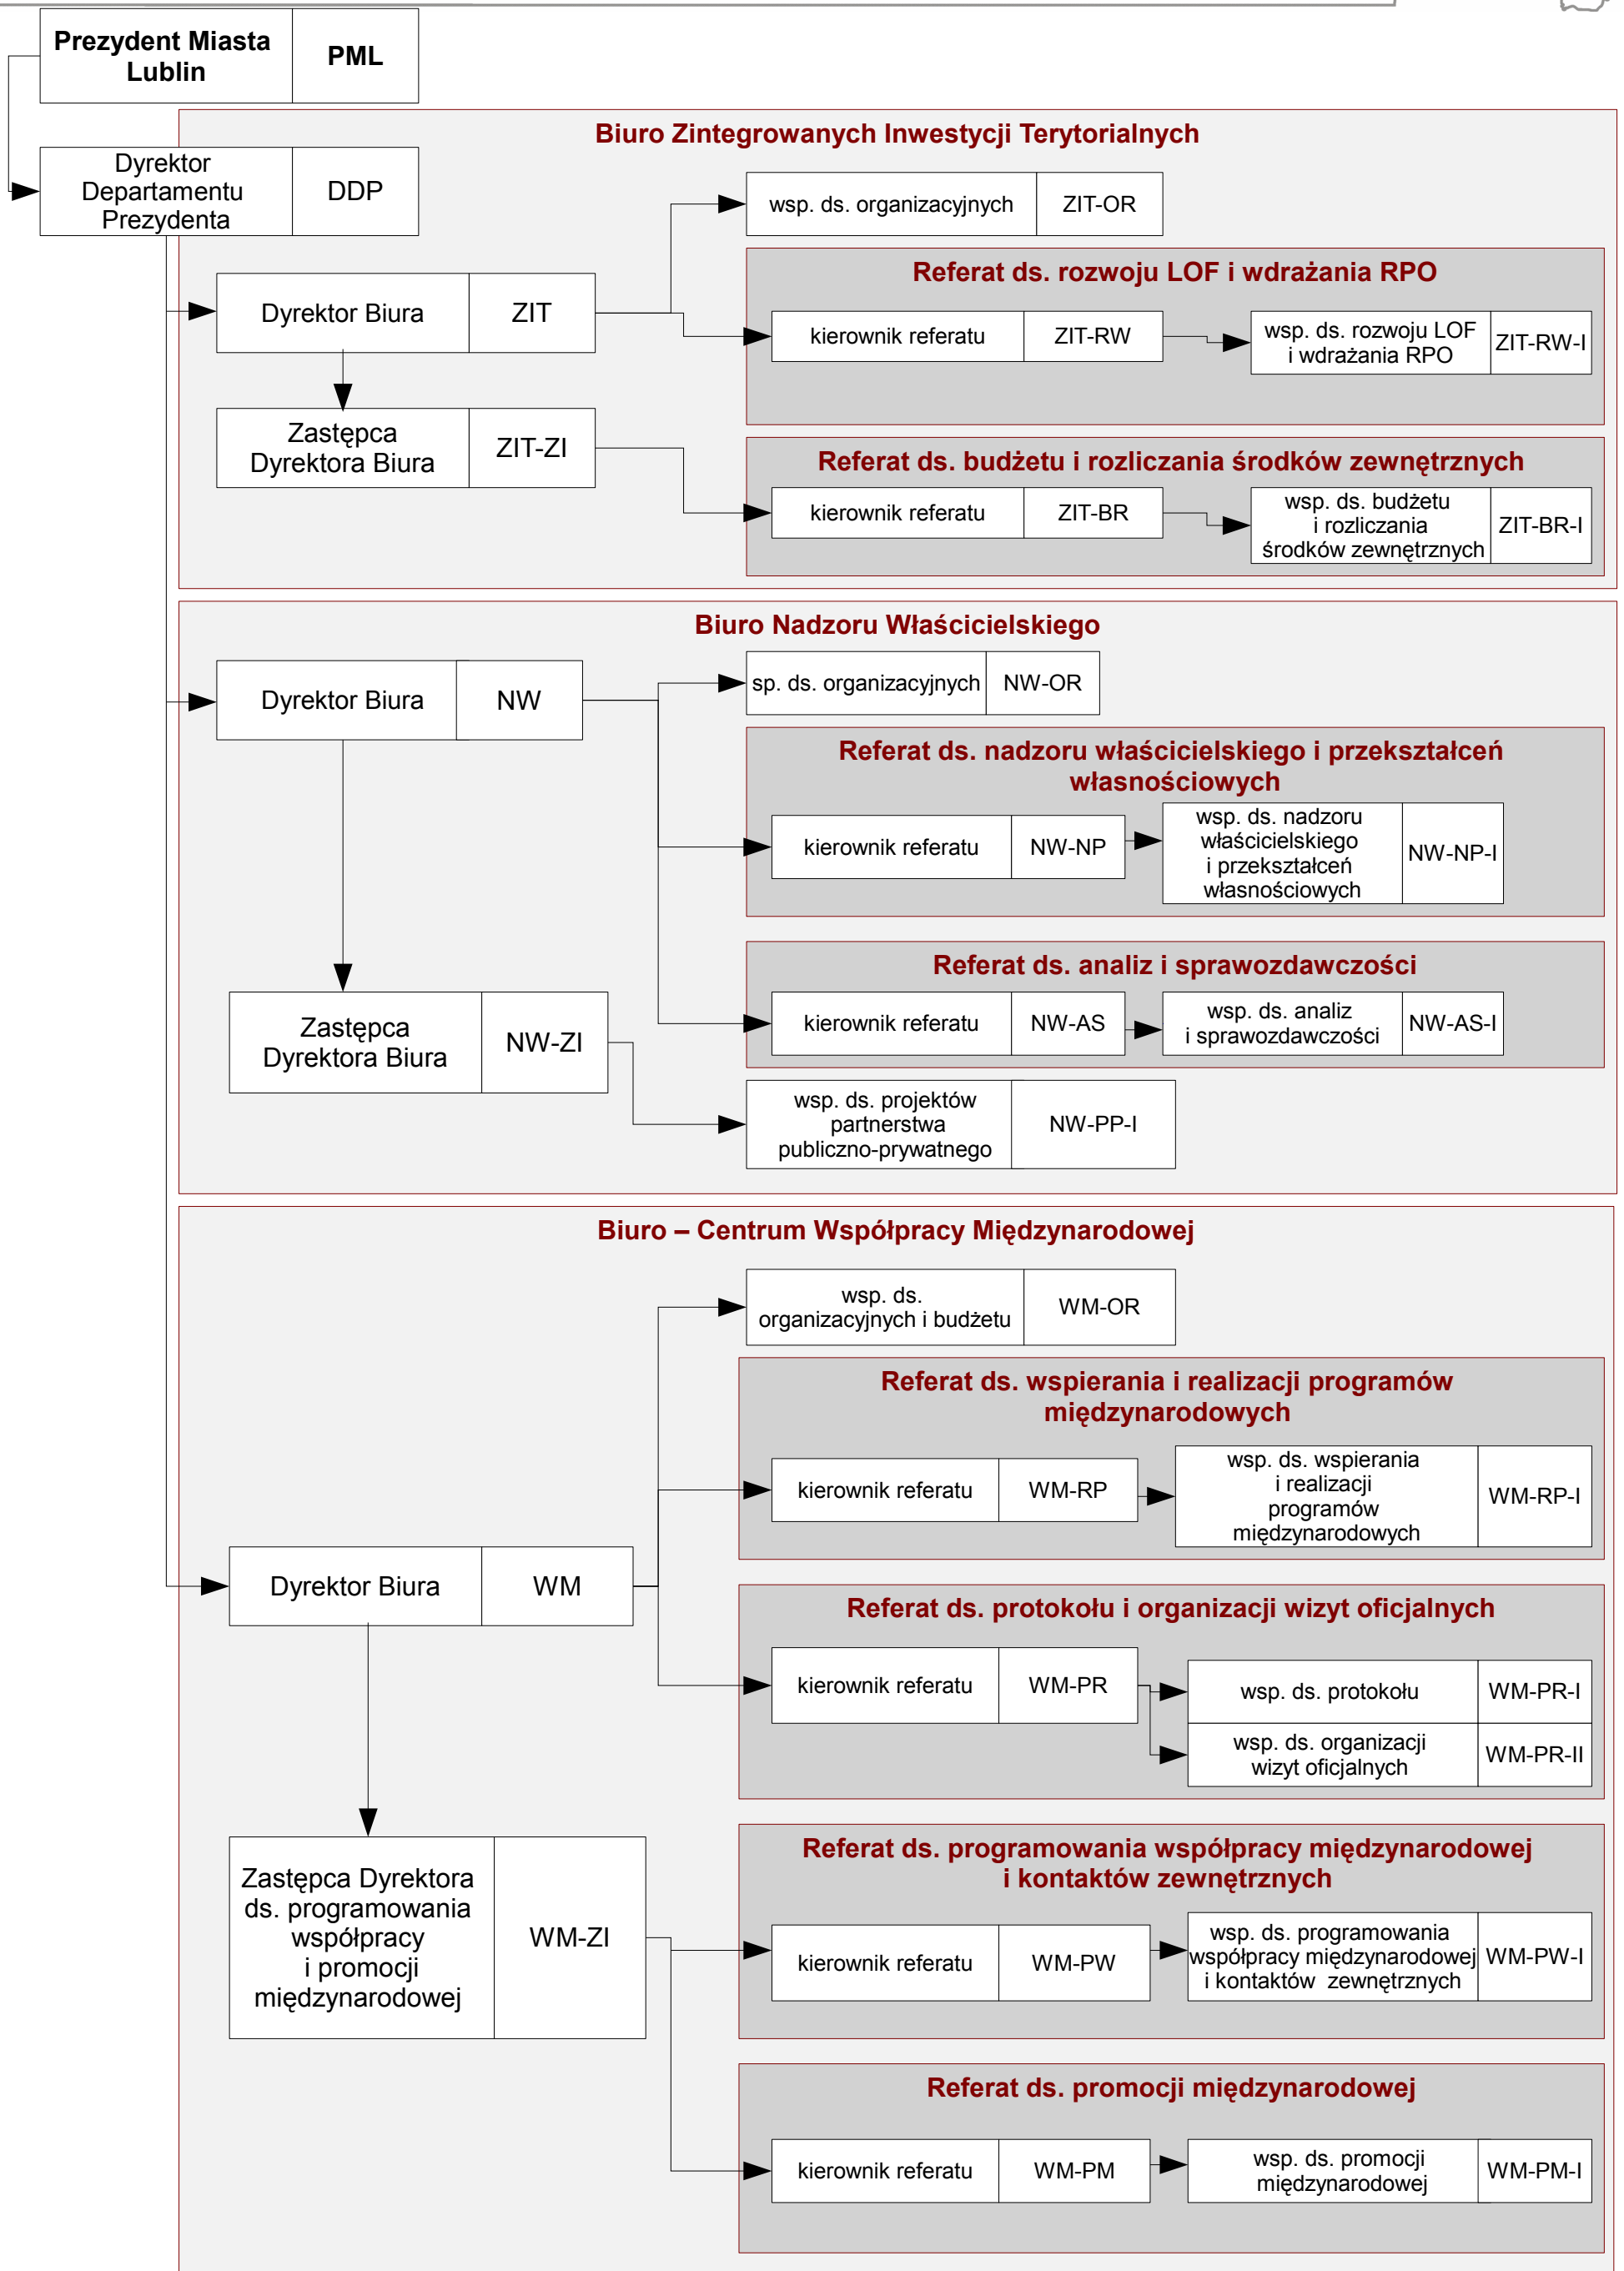 Prezydent Miasta
Lublin
PML
Dyrektor
Departamentu
Prezydenta
DDP
Biuro Zintegrowanych Inwestycji Terytorialnych
wsp. ds. organizacyjnych
ZIT-OR
Dyrektor Biura
ZIT
Referat ds. rozwoju LOF i wdrażania RPO
kierownik referatu
ZIT-RW
wsp. ds. rozwoju LOF
i wdrażania RPO
ZIT-RW-I
Zastępca
Dyrektora Biura
ZIT-ZI
Referat ds. budżetu i rozliczania środków zewnętrznych
kierownik referatu
ZIT-BR
wsp. ds. budżetu
i rozliczania
środków zewnętrznych
ZIT-BR-I
Biuro Nadzoru Właścicielskiego
Dyrektor Biura
NW
sp. ds. organizacyjnych
NW-OR
Referat ds. nadzoru właścicielskiego i przekształceń
własnościowych
kierownik referatu
NW-NP
wsp. ds. nadzoru
właścicielskiego
i przekształceń
własnościowych
NW-NP-I
Referat ds. analiz i sprawozdawczości
kierownik referatu
NW-AS
wsp. ds. analiz
i sprawozdawczości
NW-AS-I
Zastępca
Dyrektora Biura
NW-ZI
wsp. ds. projektów
partnerstwa
publiczno-prywatnego
NW-PP-I
Biuro – Centrum Współpracy Międzynarodowej
wsp. ds.
organizacyjnych i budżetu
WM-OR
Referat ds. wspierania i realizacji programów
międzynarodowych
kierownik referatu
WM-RP
wsp. ds. wspierania
i realizacji
programów
międzynarodowych
WM-RP-I
Dyrektor Biura
WM
Referat ds. protokołu i organizacji wizyt oficjalnych
kierownik referatu
WM-PR
wsp. ds. protokołu
WM-PR-I
wsp. ds. organizacji
wizyt oficjalnych
WM-PR-II
Zastępca Dyrektora
ds. programowania
współpracy
i promocji
międzynarodowej
WM-ZI
Referat ds. programowania współpracy międzynarodowej
i kontaktów zewnętrznych
kierownik referatu
WM-PW
wsp. ds. programowania
współpracy międzynarodowej
i kontaktów  zewnętrznych
WM-PW-I
Referat ds. promocji międzynarodowej
kierownik referatu
WM-PM
wsp. ds. promocji
międzynarodowej
WM-PM-I